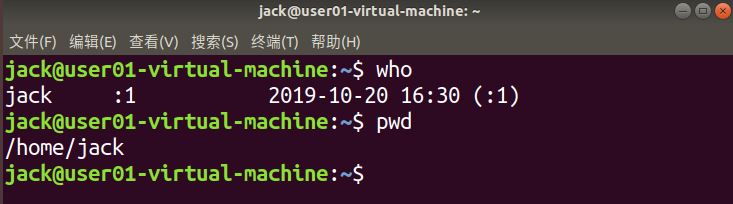 jack@user01-virtual-machine: ~
文件(F) 编辑(E) 查看(V) 搜索(S) 终端(T) 帮助(H)
jack@user01-virtual-machine:~$ who
jack     :1           2019-10-20 16:30 (:1)
jack@user01-virtual-machine:~$ pwd
/home/jack
jack@user01-virtual-machine:~$